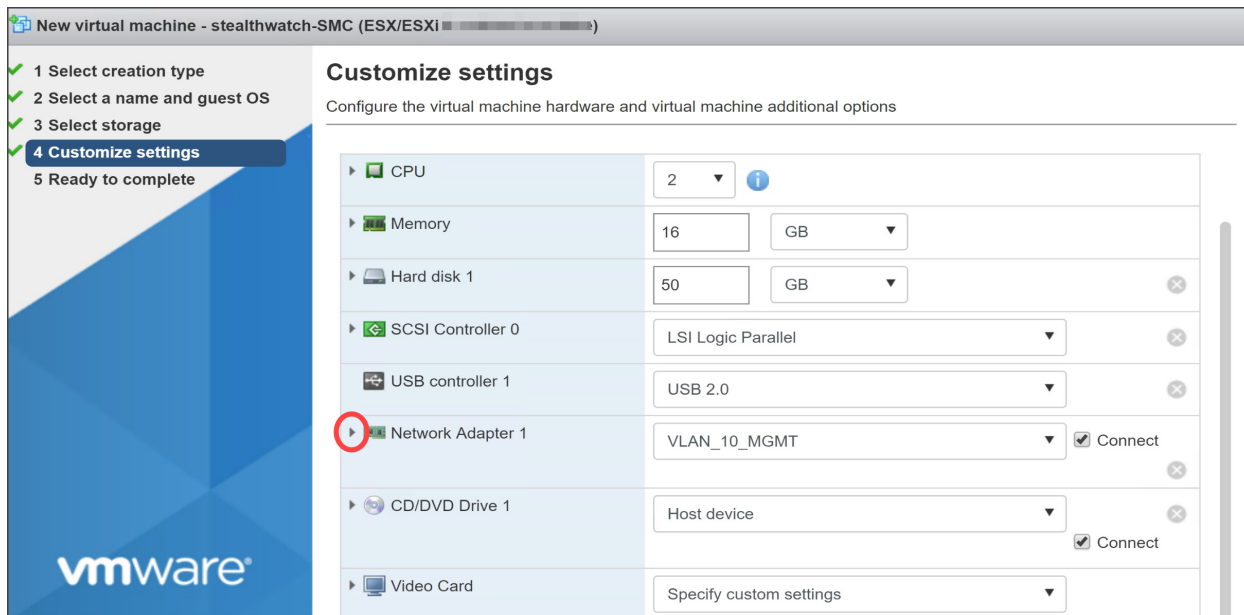 New virtual machine - stealthwatch-SMC (ESX/ESXi )
1 Select creation type
2 Select a name and guest OS
3 Select storage
4 Customize settings
5 Ready to complete
vmware®
Customize settings
Configure the virtual machine hardware and virtual machine additional options
CPU 2
Memory 16 GB
Hard disk 1 50 GB
SCSI Controller 0 LSI Logic Parallel
USB controller 1 USB 2.0
Network Adapter 1 VLAN_10_MGMT Connect
CD/DVD Drive 1 Host device
Connect
Video Card Specify custom settings